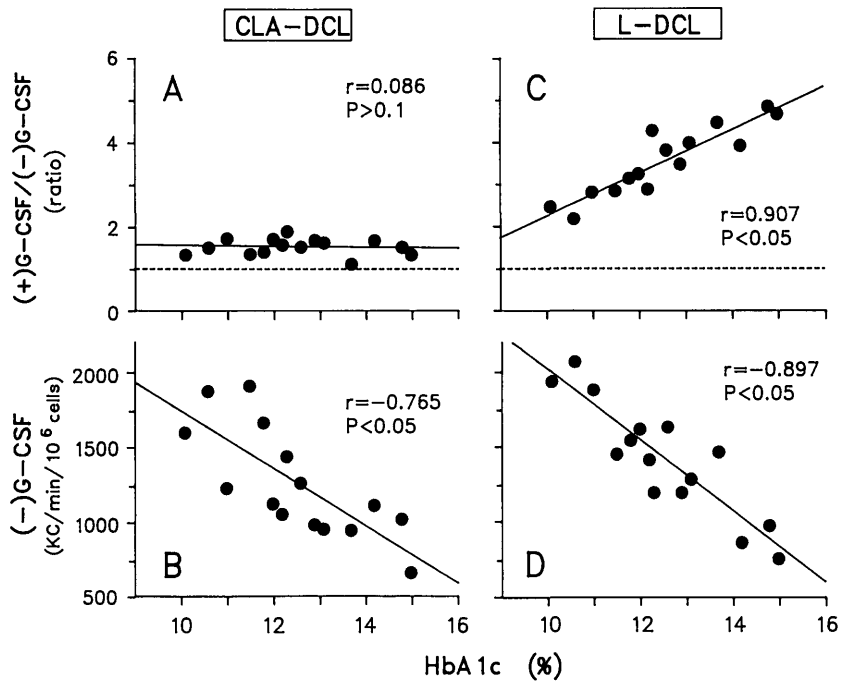 CLA-DCL
L-DCL
(+)G-CSF/(-)G-CSF
(ratio)
6
4
2
0
A
r=0.086
P>0.1
C
r=0.907
P<0.05
(-)G-CSF
(KC/min/10⁶ cells)
2000
1500
1000
500
B
r=-0.765
P<0.05
D
r=-0.897
P<0.05
10
12
14
16
10
12
14
16
HbA1c (%)